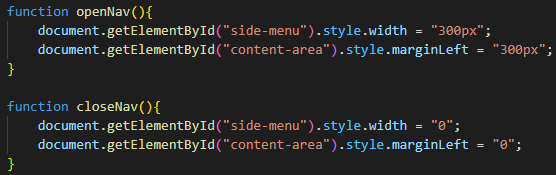 function openNav(){
    document.getElementById("side-menu").style.width = "300px";
    document.getElementById("content-area").style.marginLeft = "300px";
}

function closeNav(){
    document.getElementById("side-menu").style.width = "0";
    document.getElementById("content-area").style.marginLeft = "0";
}